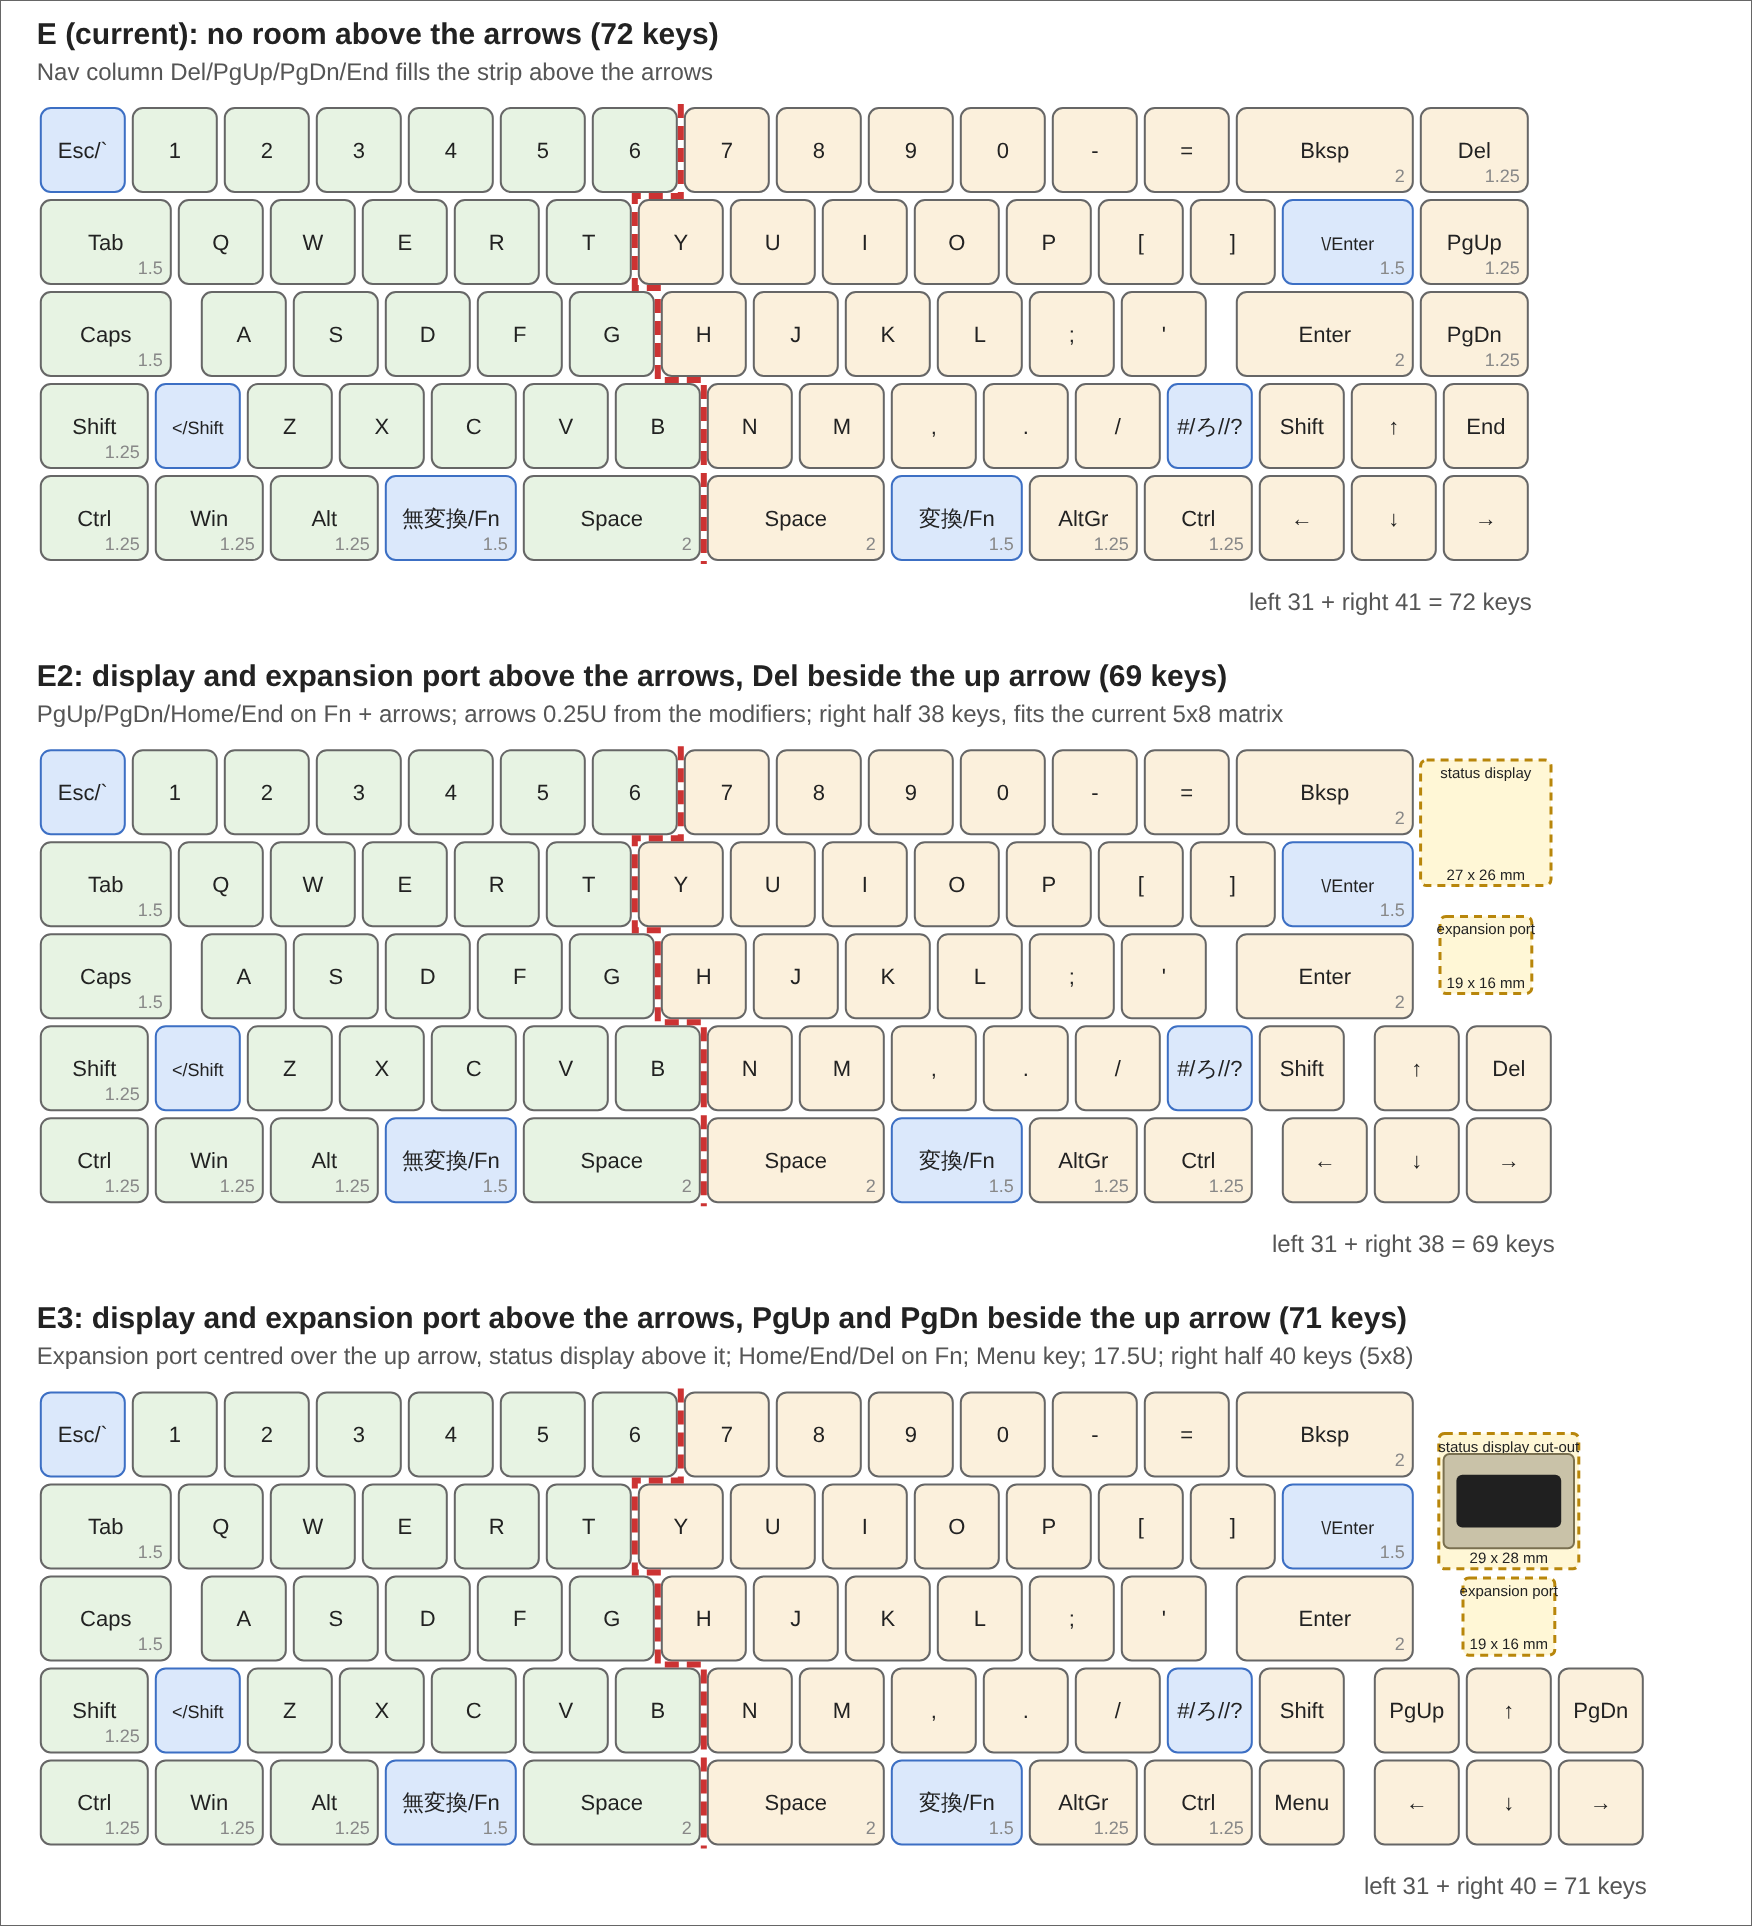 E (current): no room above the arrows (72 keys)
Nav column Del/PgUp/PgDn/End fills the strip above the arrows
Esc/` 1 2 3 4 5 6 7 8 9 0 - = Bksp 2 Del 1.25
Tab 1.5 Q W E R T Y U I O P [ ] \/Enter 1.5 PgUp 1.25
Caps 1.5 A S D F G H J K L ; ' Enter 2 PgDn 1.25
Shift 1.25 </Shift Z X C V B N M , . / #/ろ//? Shift ↑ End
Ctrl 1.25 Win 1.25 Alt 1.25 無変換/Fn 1.5 Space 2 Space 2 変換/Fn 1.5 AltGr 1.25 Ctrl 1.25 ← ↓ →
left 31 + right 41 = 72 keys
E2: display and expansion port above the arrows, Del beside the up arrow (69 keys)
PgUp/PgDn/Home/End on Fn + arrows; arrows 0.25U from the modifiers; right half 38 keys, fits the current 5x8 matrix
Esc/` 1 2 3 4 5 6 7 8 9 0 - = Bksp 2 status display
Tab 1.5 Q W E R T Y U I O P [ ] \/Enter 1.5 27 x 26 mm
Caps 1.5 A S D F G H J K L ; ' Enter 2 expansion port 19 x 16 mm
Shift 1.25 </Shift Z X C V B N M , . / #/ろ//? Shift ↑ Del
Ctrl 1.25 Win 1.25 Alt 1.25 無変換/Fn 1.5 Space 2 Space 2 変換/Fn 1.5 AltGr 1.25 Ctrl 1.25 ← ↓ →
left 31 + right 38 = 69 keys
E3: display and expansion port above the arrows, PgUp and PgDn beside the up arrow (71 keys)
Expansion port centred over the up arrow, status display above it; Home/End/Del on Fn; Menu key; 17.5U; right half 40 keys (5x8)
Esc/` 1 2 3 4 5 6 7 8 9 0 - = Bksp 2 status display cut-out
Tab 1.5 Q W E R T Y U I O P [ ] \/Enter 1.5 29 x 28 mm
Caps 1.5 A S D F G H J K L ; ' Enter 2 expansion port 19 x 16 mm
Shift 1.25 </Shift Z X C V B N M , . / #/ろ//? Shift PgUp ↑ PgDn
Ctrl 1.25 Win 1.25 Alt 1.25 無変換/Fn 1.5 Space 2 Space 2 変換/Fn 1.5 AltGr 1.25 Ctrl 1.25 Menu ← ↓ →
left 31 + right 40 = 71 keys